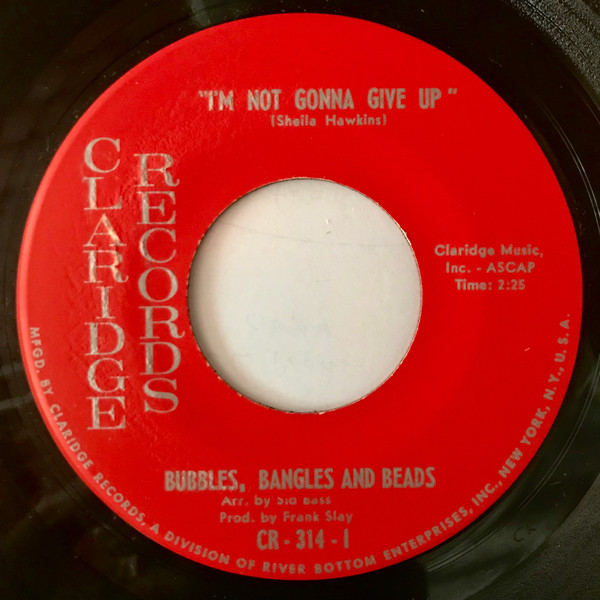 "I'M NOT GONNA GIVE UP"
(Sheila Hawkins)
CLARIDGE
RECORDS
Claridge Music,
Inc. - ASCAP
Time: 2:25
BUBBLES, BANGLES AND BEADS
Arr. by Sid Bass
Prod. by Frank Slay
CR - 314 - 1
MFGD. BY CLARIDGE RECORDS, A DIVISION OF RIVER BOTTOM ENTERPRISES, INC., NEW YORK, N.Y., U.S.A.